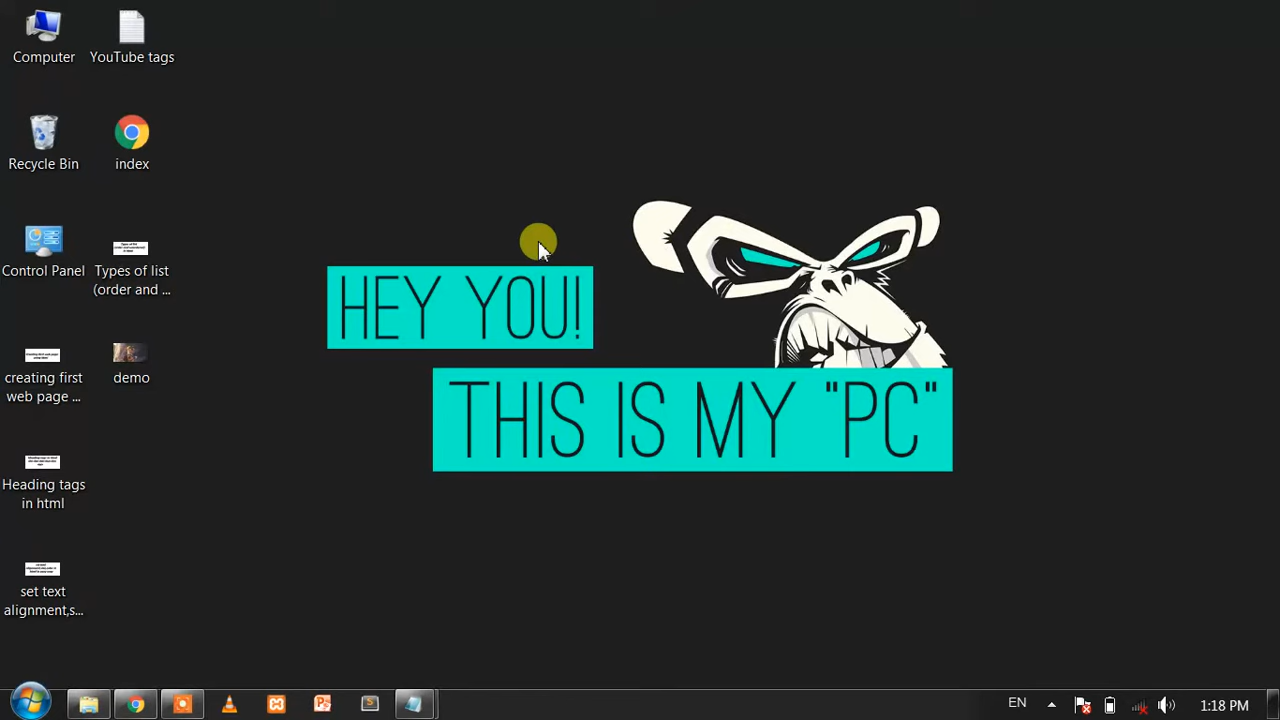 Computer
YouTube tags
Recycle Bin
index
Control Panel
Types of list
(order and ...
creating first
web page ...
demo
Heading tags
in html
set text
alignment,s...
HEY YOU!
THIS IS MY "PC"
EN
1:18 PM